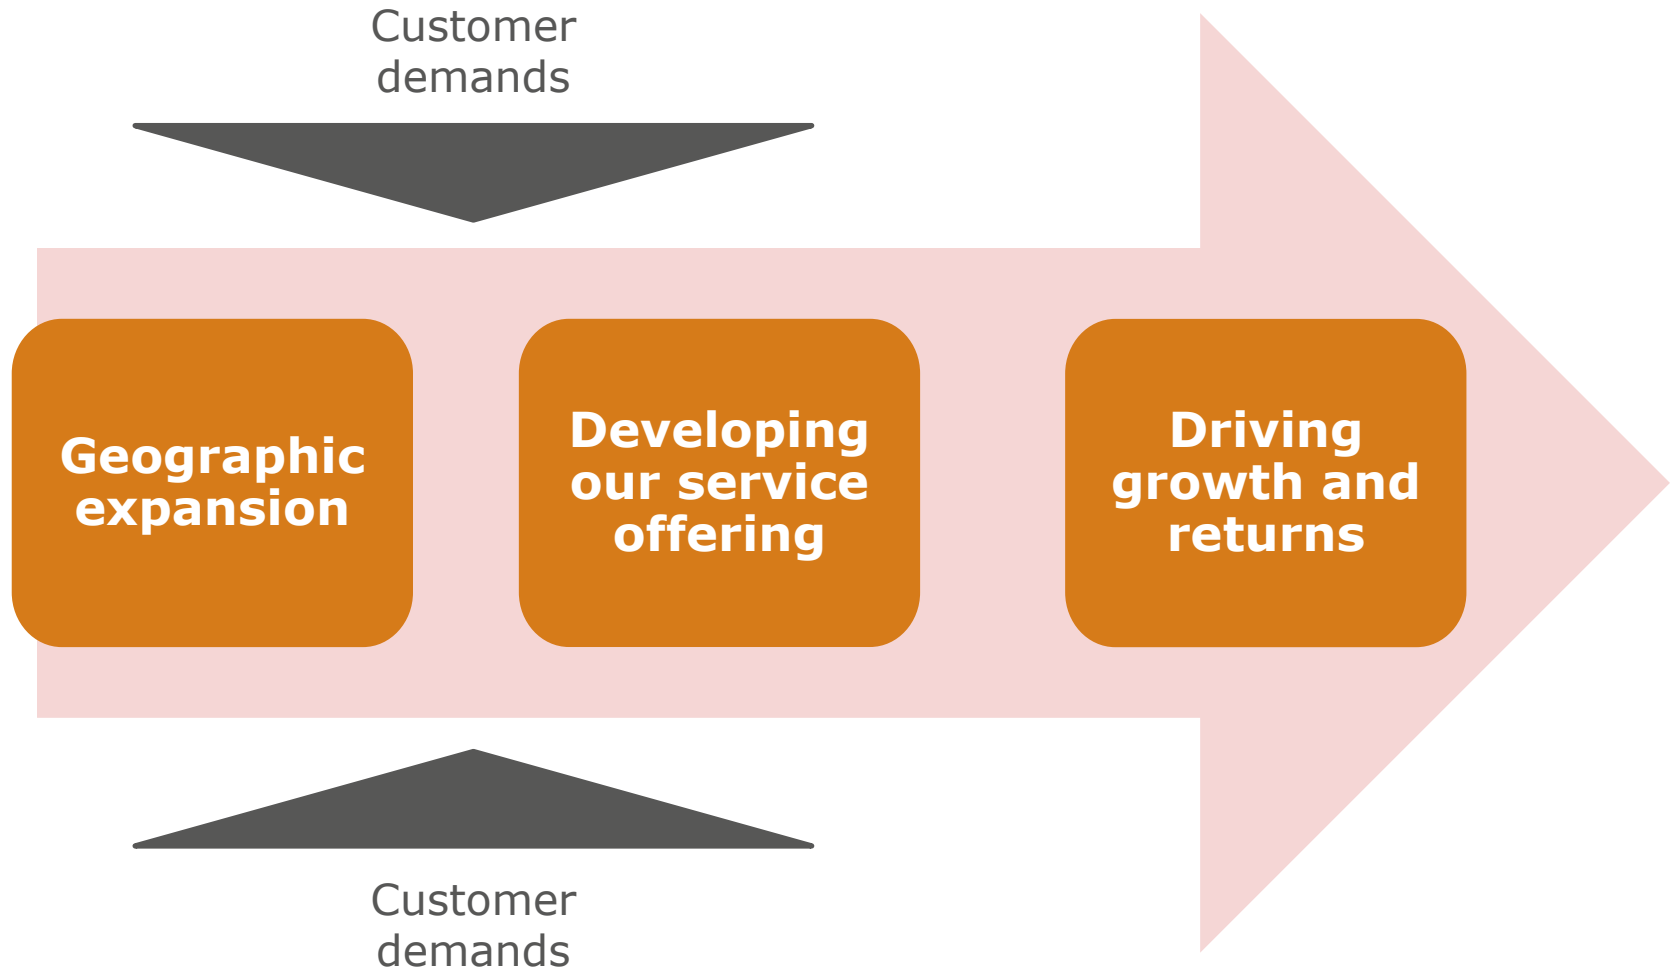 Customer
demands
Geographic
expansion
Developing
our service
offering
Driving
growth and
returns
Customer
demands